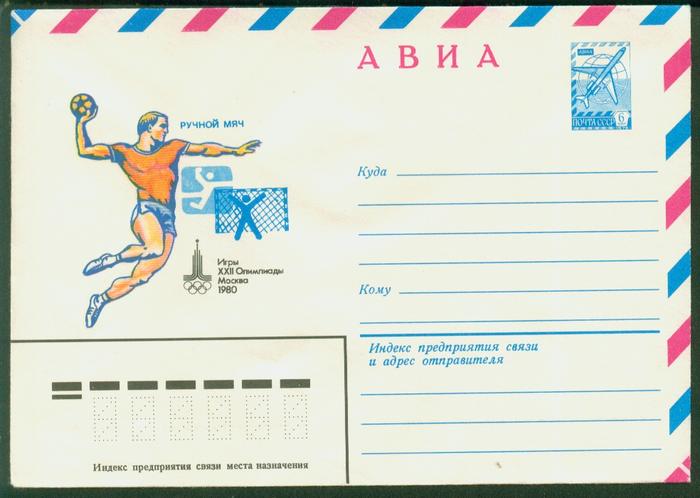 АВИА
АВИА
ПОЧТА СССР 6
РУЧНОЙ МЯЧ
Игры
XXII Олимпиады
Москва
1980
Куда
Кому
Индекс предприятия связи
и адрес отправителя
Индекс предприятия связи места назначения